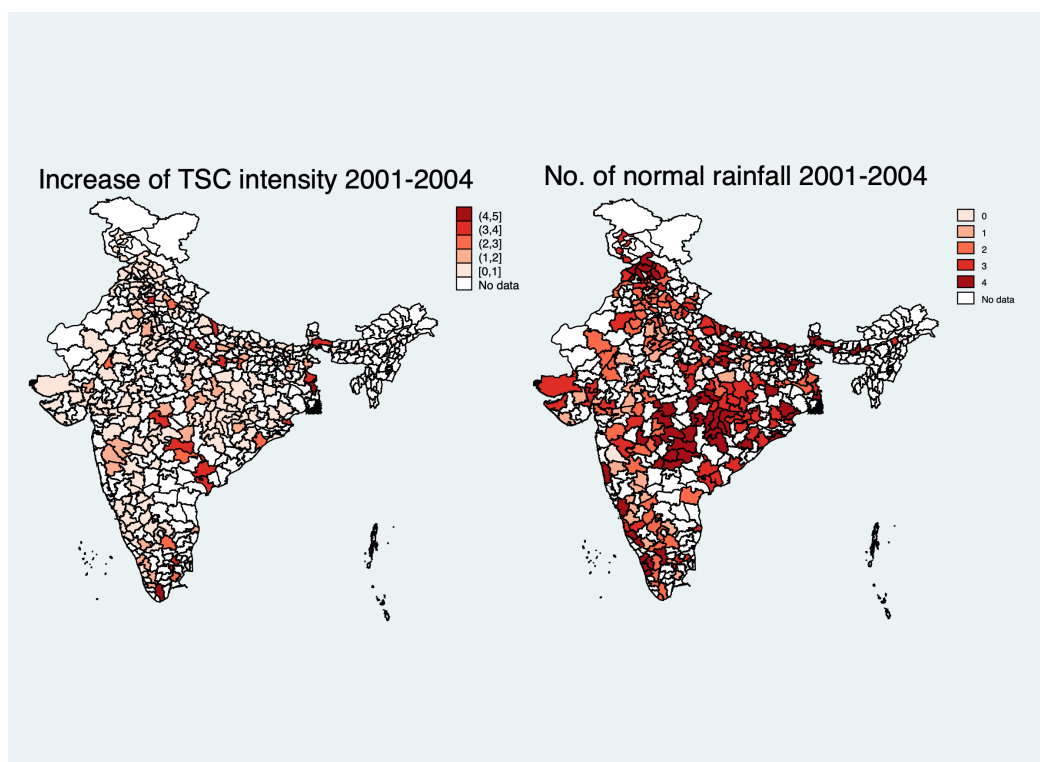 Increase of TSC intensity 2001-2004
(4,5]
(3,4]
(2,3]
(1,2]
[0,1]
No data
No. of normal rainfall 2001-2004
0
1
2
3
4
No data